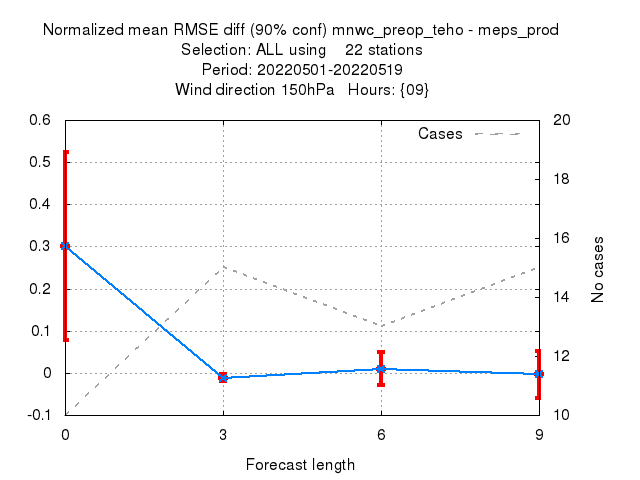 Normalized mean RMSE diff (90% conf) mnwc_preop_teho - meps_prod
Selection: ALL using 22 stations
Period: 20220501-20220519
Wind direction 150hPa Hours: {09}
Cases
0.6
0.5
0.4
0.3
0.2
0.1
0
-0.1
20
18
16
14
12
10
No cases
0 3 6 9
Forecast length